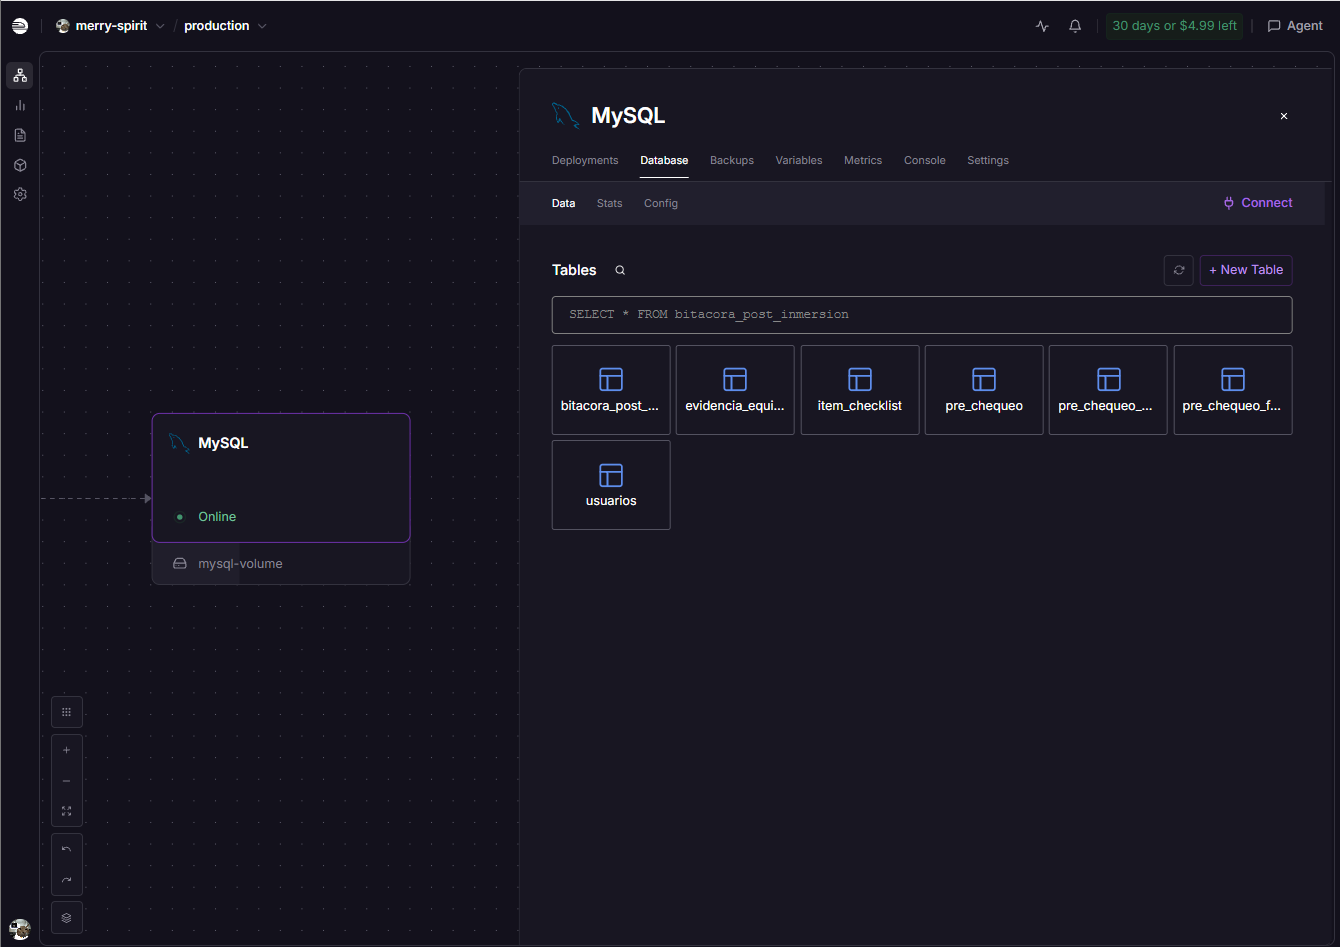 merry-spirit / production
30 days or $4.99 left
Agent
MySQL
Deployments Database Backups Variables Metrics Console Settings
Data Stats Config
Connect
Tables
+ New Table
SELECT * FROM bitacora_post_inmersion
bitacora_post_... evidencia_equi... item_checklist pre_chequeo pre_chequeo_... pre_chequeo_f...
usuarios
MySQL
Online
mysql-volume